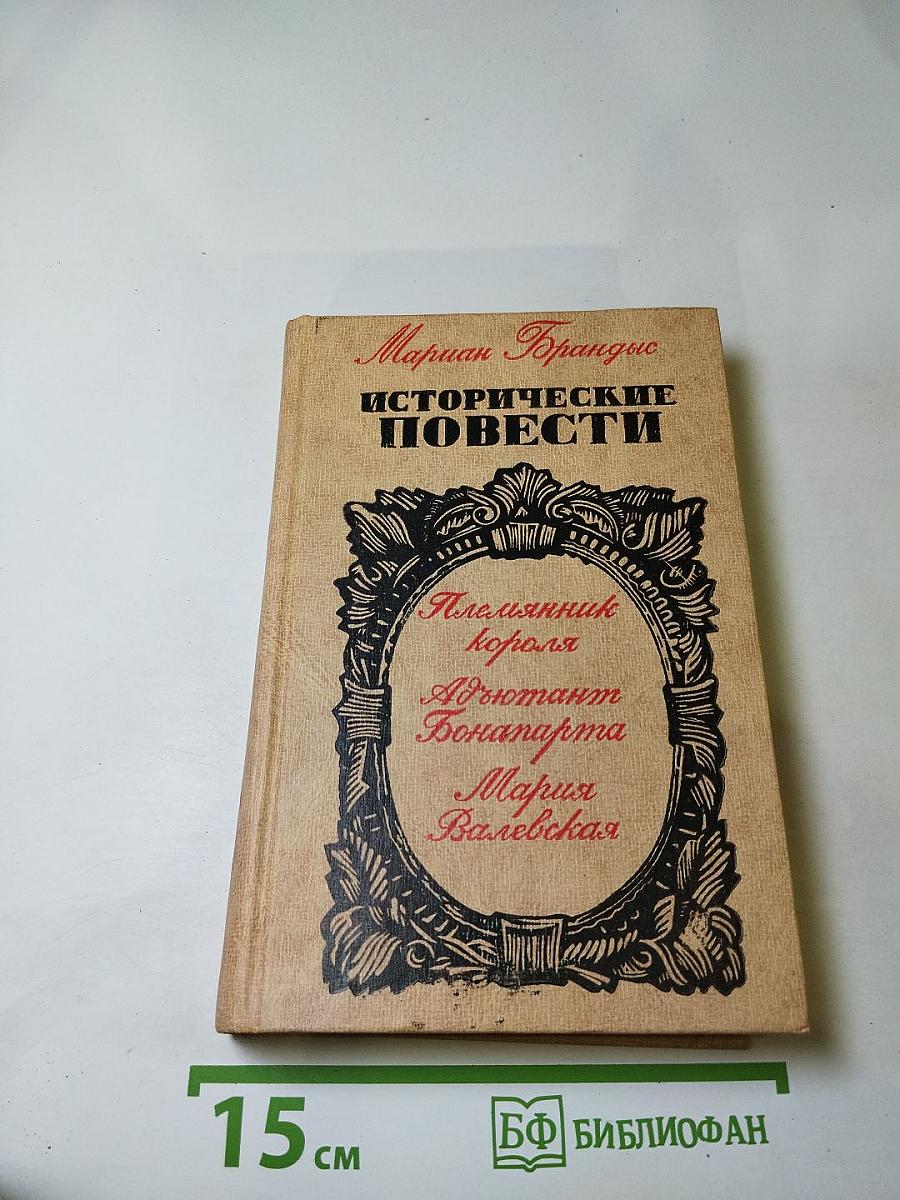 Мариан Брандыс
ИСТОРИЧЕСКИЕ
ПОВЕСТИ
Племянник
короля
Адъютант
Бонапарта
Мария
Валевская
15 см
БФ БИБЛИОФАН